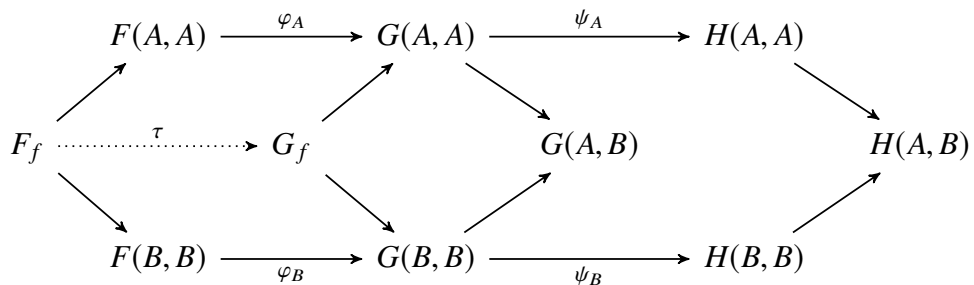 F(A, A) φ_A G(A, A) ψ_A H(A, A)
F_f τ G_f G(A, B) H(A, B)
F(B, B) φ_B G(B, B) ψ_B H(B, B)